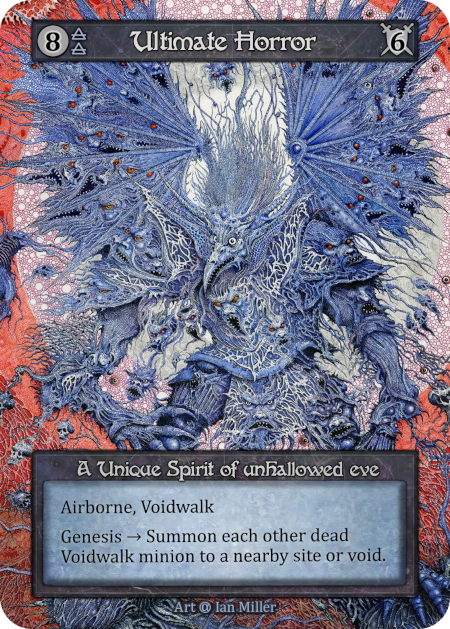 8 Ultimate Horror 6
A Unique Spirit of unhallowed eve
Airborne, Voidwalk
Genesis → Summon each other dead
Voidwalk minion to a nearby site or void.
Art @ Ian Miller